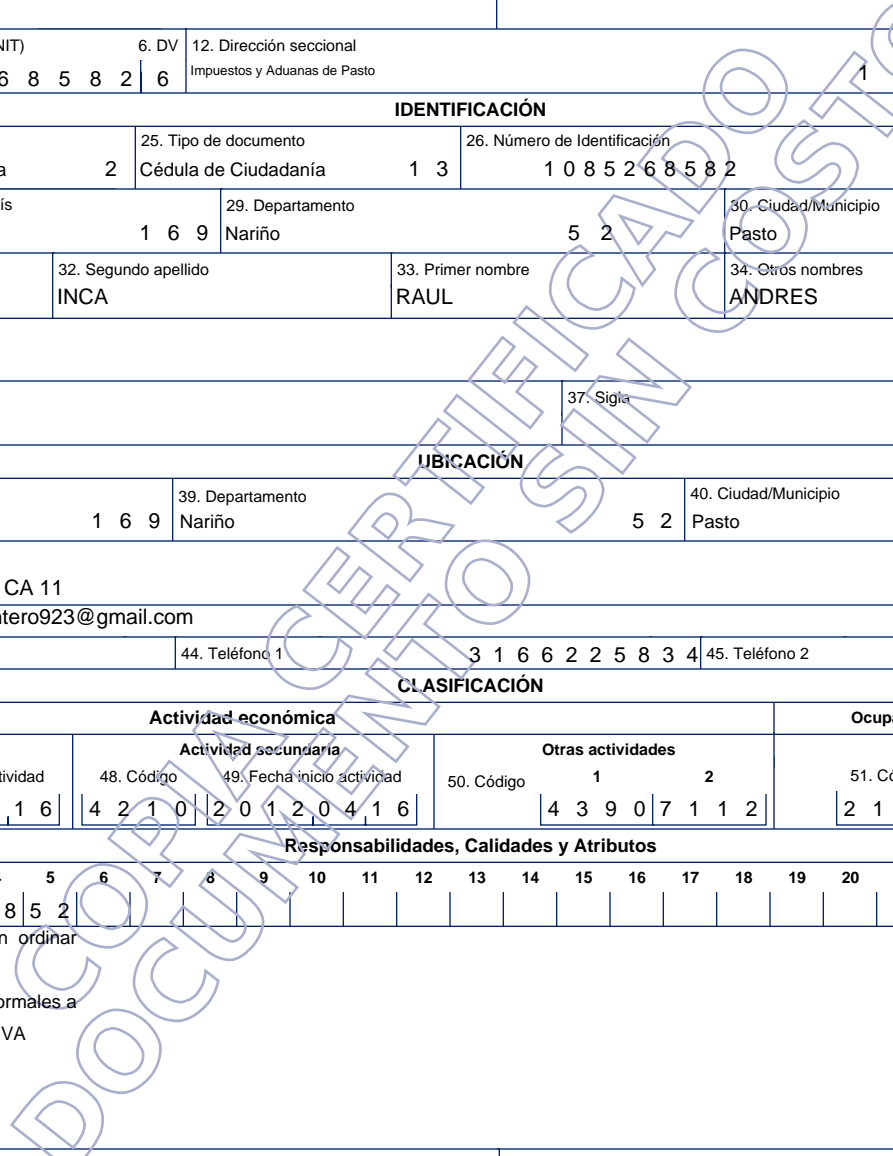 NIT) 6. DV 12. Dirección seccional
6 8 5 8 2 6 Impuestos y Aduanas de Pasto 1
IDENTIFICACIÓN
25. Tipo de documento 26. Número de Identificación
a 2 Cédula de Ciudadanía 1 3 1 0 8 5 2 6 8 5 8 2
ís 29. Departamento 30. Ciudad/Municipio
1 6 9 Nariño 5 2 Pasto
32. Segundo apellido 33. Primer nombre 34. Otros nombres
INCA RAUL ANDRES
37. Sigla
UBICACIÓN
39. Departamento 40. Ciudad/Municipio
1 6 9 Nariño 5 2 Pasto
CA 11
ntero923@gmail.com
44. Teléfono 1 3 1 6 6 2 2 5 8 3 4 45. Teléfono 2
CLASIFICACIÓN
Actividad económica Ocupa
Actividad secundaria Otras actividades
tividad 48. Código 49. Fecha inicio actividad 50. Código 1 2 51. Có
1 6 4 2 1 0 2 0 1 2 0 4 1 6 4 3 9 0 7 1 1 2 2 1
Responsabilidades, Calidades y Atributos
5 6 7 8 9 10 11 12 13 14 15 16 17 18 19 20
8 5 2
n ordinar
ormales a
VA
COPIA CERTIFICADO
DOCUMENTO SIN COSTO